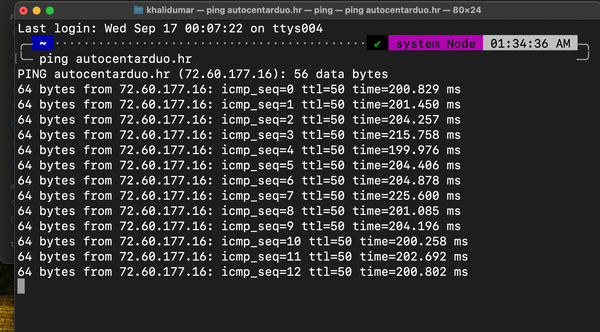 khalidumar — ping autocentarduo.hr — ping — ping autocentarduo.hr — 80×24
Last login: Wed Sep 17 00:07:22 on ttys004
~ ✔ system Node 01:34:36 AM
ping autocentarduo.hr
PING autocentarduo.hr (72.60.177.16): 56 data bytes
64 bytes from 72.60.177.16: icmp_seq=0 ttl=50 time=200.829 ms
64 bytes from 72.60.177.16: icmp_seq=1 ttl=50 time=201.450 ms
64 bytes from 72.60.177.16: icmp_seq=2 ttl=50 time=204.257 ms
64 bytes from 72.60.177.16: icmp_seq=3 ttl=50 time=215.758 ms
64 bytes from 72.60.177.16: icmp_seq=4 ttl=50 time=199.976 ms
64 bytes from 72.60.177.16: icmp_seq=5 ttl=50 time=204.406 ms
64 bytes from 72.60.177.16: icmp_seq=6 ttl=50 time=204.878 ms
64 bytes from 72.60.177.16: icmp_seq=7 ttl=50 time=225.600 ms
64 bytes from 72.60.177.16: icmp_seq=8 ttl=50 time=201.085 ms
64 bytes from 72.60.177.16: icmp_seq=9 ttl=50 time=204.196 ms
64 bytes from 72.60.177.16: icmp_seq=10 ttl=50 time=200.258 ms
64 bytes from 72.60.177.16: icmp_seq=11 ttl=50 time=202.692 ms
64 bytes from 72.60.177.16: icmp_seq=12 ttl=50 time=200.802 ms